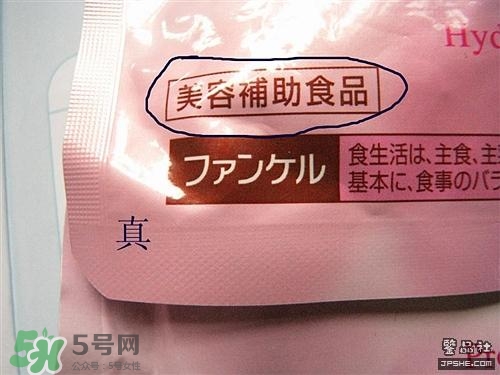 Hyd
美容補助食品
ファンケル
食生活は、主食、主
基本に、食事のバラ
真
5号网
公众号：5号女性
鑒品社
JPSHE.COM
Pro